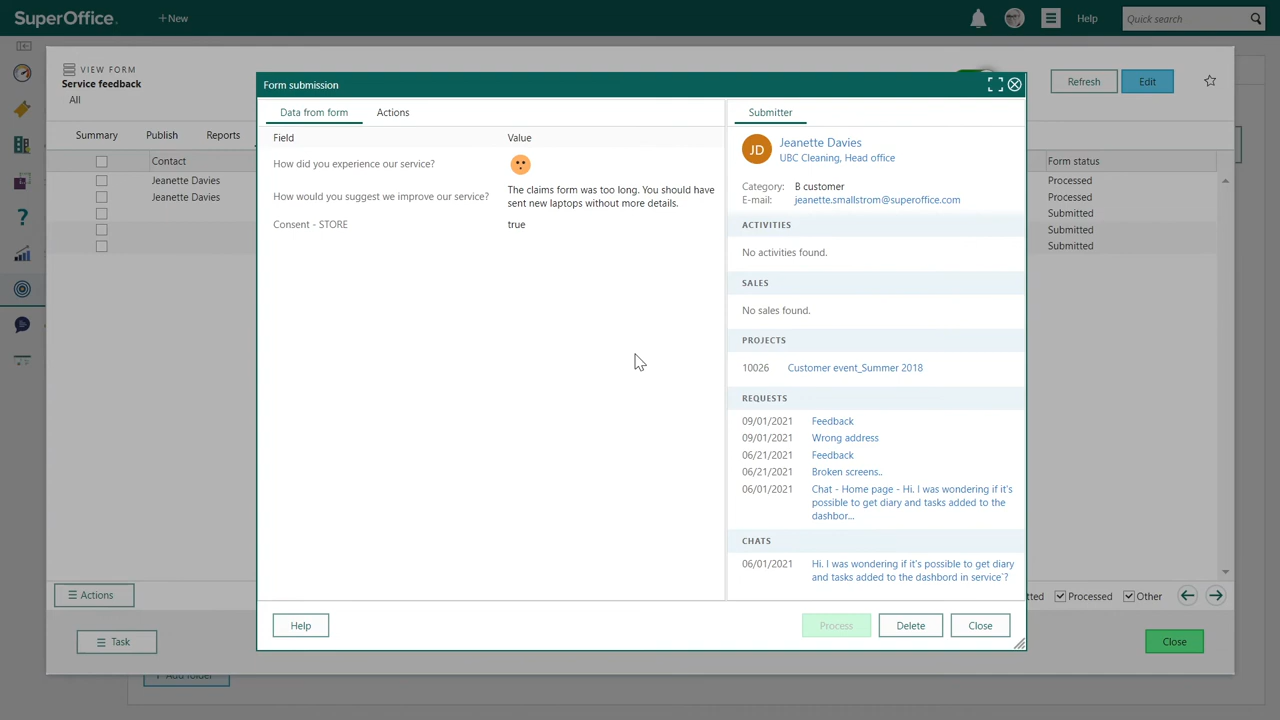 SuperOffice.
+New
Help
Quick search
VIEW FORM
Service feedback
All
Refresh
Edit
Summary
Publish
Reports
Contact
Form status
Jeanette Davies
Processed
Jeanette Davies
Processed
Submitted
Submitted
Submitted
Form submission
Data from form
Actions
Field
Value
How did you experience our service?
How would you suggest we improve our service?
The claims form was too long. You should have
sent new laptops without more details.
Consent - STORE
true
Submitter
JD
Jeanette Davies
UBC Cleaning, Head office
Category: B customer
E-mail: jeanette.smallstrom@superoffice.com
ACTIVITIES
No activities found.
SALES
No sales found.
PROJECTS
10026 Customer event_Summer 2018
REQUESTS
09/01/2021 Feedback
09/01/2021 Wrong address
06/21/2021 Feedback
06/21/2021 Broken screens..
06/01/2021 Chat - Home page - Hi. I was wondering if it's
possible to get diary and tasks added to the
dashbor...
CHATS
06/01/2021 Hi. I was wondering if it's possible to get diary
and tasks added to the dashbord in service`?
Help
Process
Delete
Close
Actions
Processed
Other
Task
Close
+ Add folder